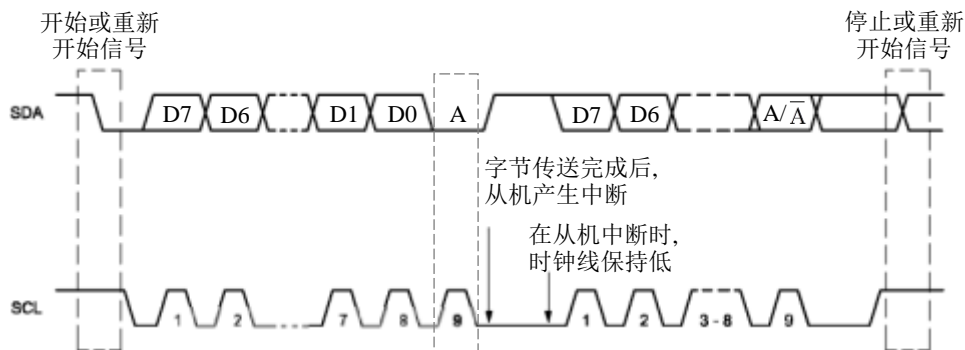 开始或重新
开始信号
停止或重新
开始信号
SDA
D7 D6 D1 D0 A D7 D6 A/A̅
字节传送完成后,
从机产生中断
在从机中断时,
时钟线保持低
SCL
1 2 7 8 9 1 2 3-8 9